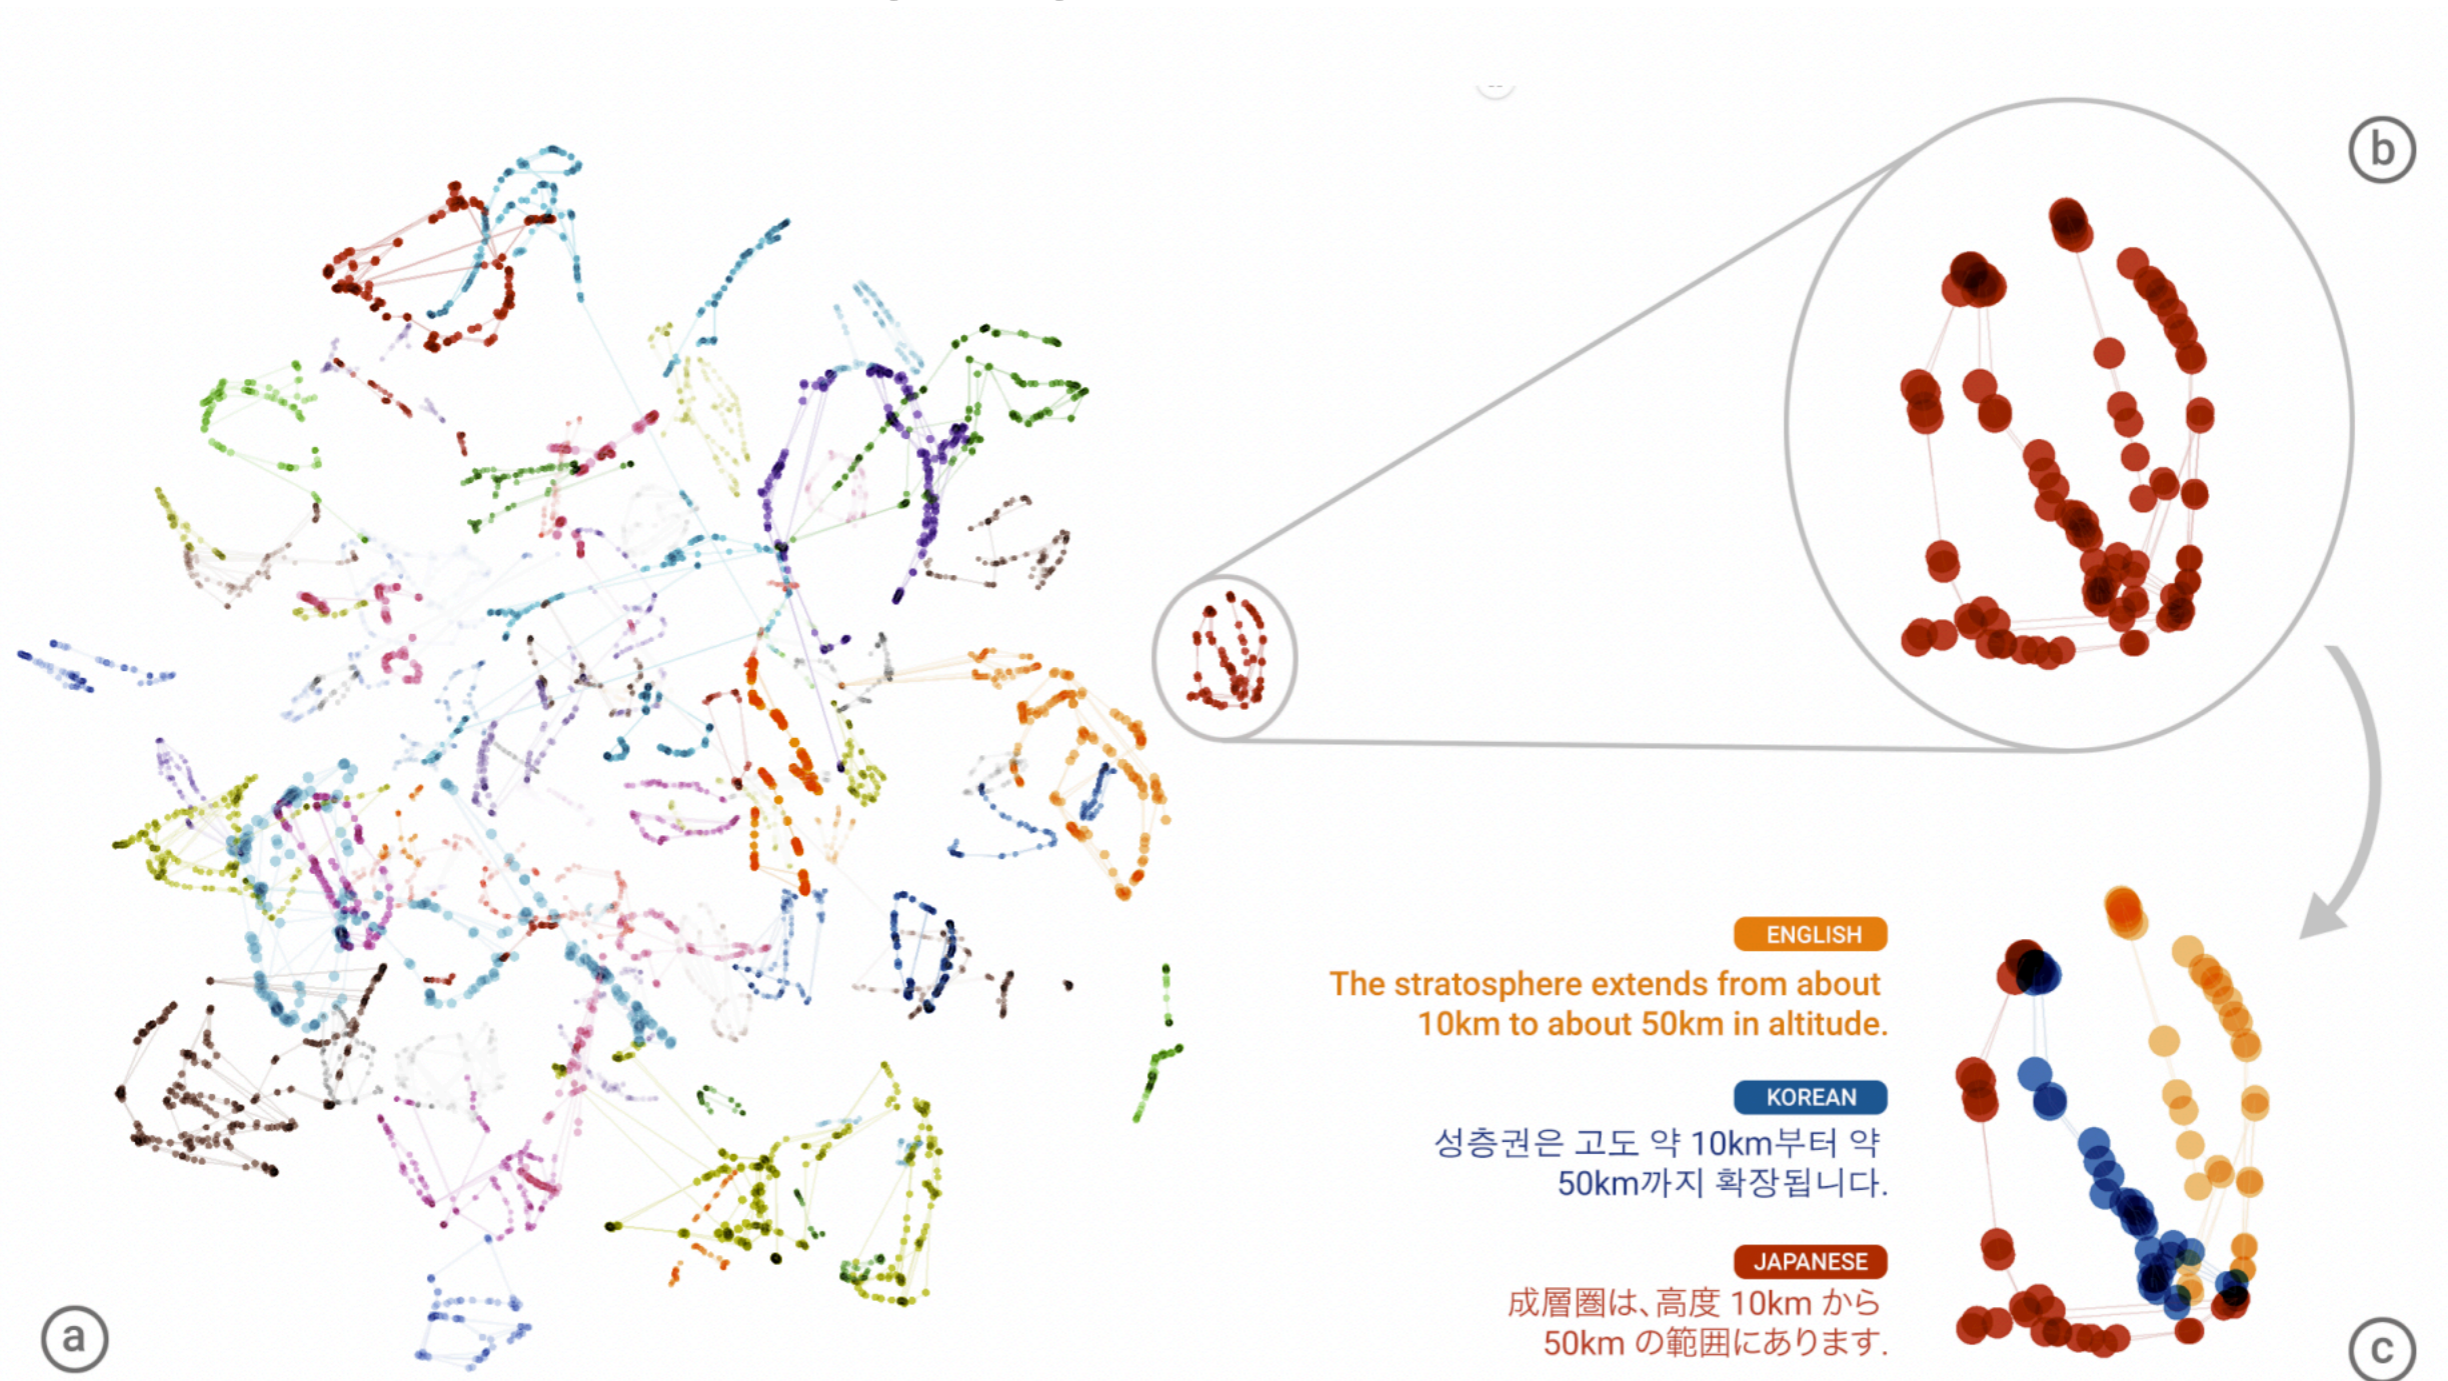 b
ENGLISH
The stratosphere extends from about
10km to about 50km in altitude.
KOREAN
성층권은 고도 약 10km부터 약
50km까지 확장됩니다.
JAPANESE
成層圏は、高度 10km から
50km の範囲にあります.
a
c